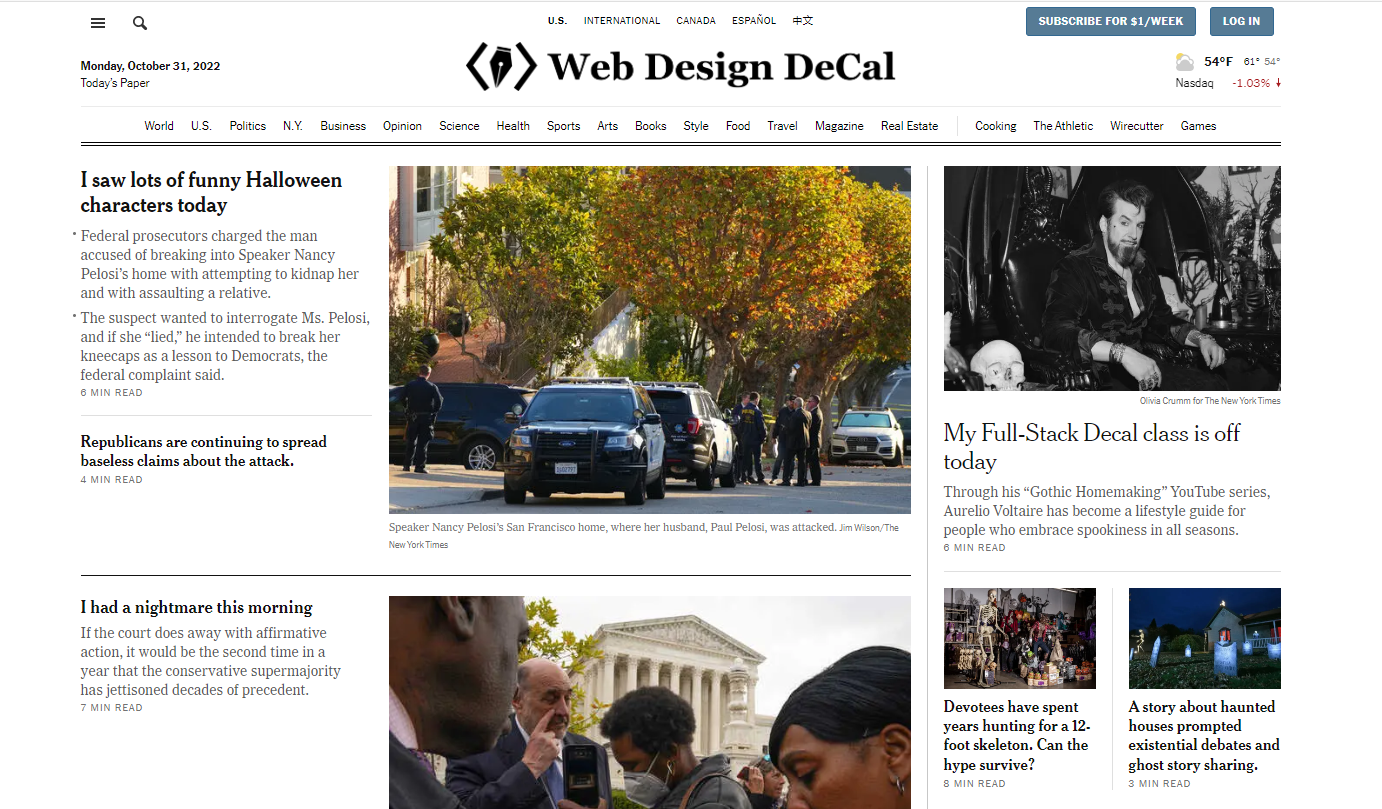 U.S. INTERNATIONAL CANADA ESPAÑOL 中文
SUBSCRIBE FOR $1/WEEK LOG IN
Monday, October 31, 2022
Today's Paper
Web Design DeCal
54°F 61° 54°
Nasdaq -1.03% ↓
World U.S. Politics N.Y. Business Opinion Science Health Sports Arts Books Style Food Travel Magazine Real Estate Cooking The Athletic Wirecutter Games
I saw lots of funny Halloween
characters today
• Federal prosecutors charged the man
accused of breaking into Speaker Nancy
Pelosi’s home with attempting to kidnap her
and with assaulting a relative.
• The suspect wanted to interrogate Ms. Pelosi,
and if she “lied,” he intended to break her
kneecaps as a lesson to Democrats, the
federal complaint said.
6 MIN READ
Republicans are continuing to spread
baseless claims about the attack.
4 MIN READ
Speaker Nancy Pelosi’s San Francisco home, where her husband, Paul Pelosi, was attacked. Jim Wilson/The
New York Times
I had a nightmare this morning
If the court does away with affirmative
action, it would be the second time in a
year that the conservative supermajority
has jettisoned decades of precedent.
7 MIN READ
Olivia Crumm for The New York Times
My Full-Stack Decal class is off
today
Through his “Gothic Homemaking” YouTube series,
Aurelio Voltaire has become a lifestyle guide for
people who embrace spookiness in all seasons.
6 MIN READ
Devotees have spent
years hunting for a 12-
foot skeleton. Can the
hype survive?
8 MIN READ
A story about haunted
houses prompted
existential debates and
ghost story sharing.
3 MIN READ